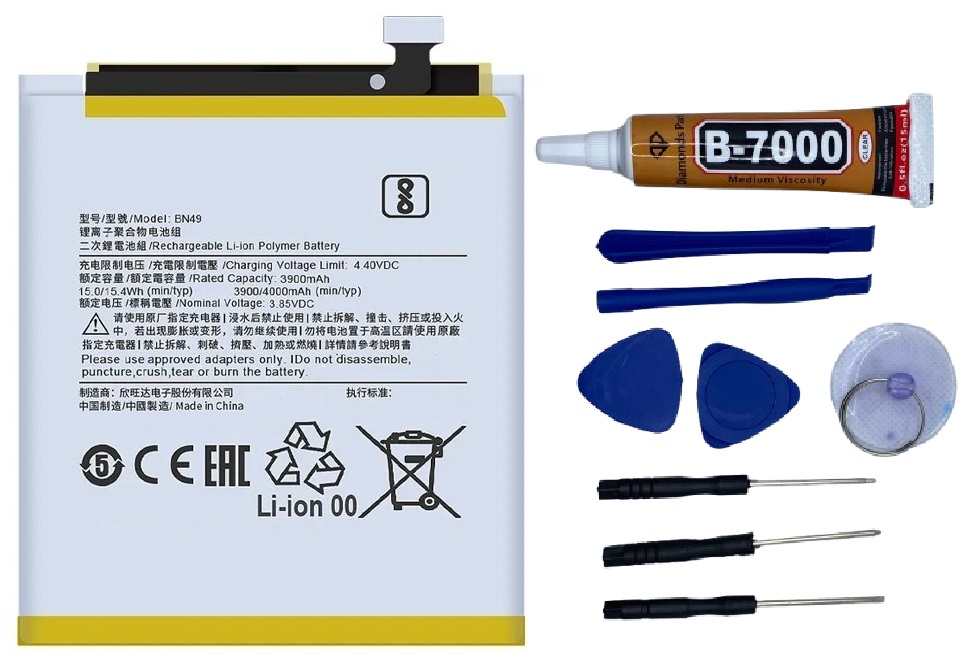 型号/型號/Model: BN49
锂离子聚合物电池组
二次鋰電池組/Rechargeable Li-ion Polymer Battery
充电限制电压 /充電限制電壓 /Charging Voltage Limit: 4.40VDC
额定容量/額定電容量 /Rated Capacity: 3900mAh
15.0/15.4Wh (min/typ) 3900/4000mAh (min/typ)
额定电压 /標稱電壓 /Nominal Voltage: 3.85VDC
请使用原厂指定充电器|浸水后禁止使用|禁止拆解、撞击、挤压或投入火
中，若出现膨胀或变形，请勿继续使用|勿将电池置于高温区請使用原廠
指定充電器|禁止拆解、刺破、擠壓、加熱或燃燒|詳情請參考說明書
Please use approved adapters only. IDo not disassemble,
puncture,crush,tear or burn the battery.
制造商：欣旺达电子股份有限公司 执行标准:
中国制造/中國製造/ Made in China
5 CE EAC
Li-ion 00
Diamonds Part
B-7000
Medium Viscosity
CLEAR
0.5fl.oz(15ml)